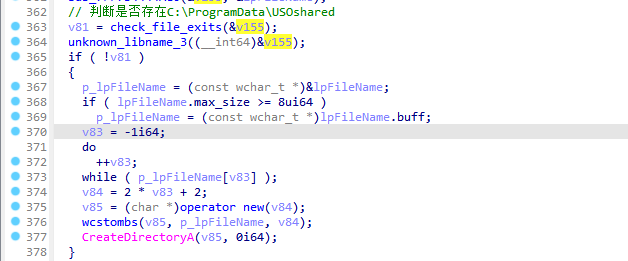 // 判断是否存在C:\ProgramData\USOshared
363 v81 = check_file_exits(&v155);
364 unknown_libname_3((__int64)&v155);
365 if ( !v81 )
366 {
367 p_lpFileName = (const wchar_t *)&lpFileName;
368 if ( lpFileName.max_size >= 8ui64 )
369 p_lpFileName = (const wchar_t *)lpFileName.buff;
370 v83 = -1i64;
371 do
372 ++v83;
373 while ( p_lpFileName[v83] );
374 v84 = 2 * v83 + 2;
375 v85 = (char *)operator new(v84);
376 wcstombs(v85, p_lpFileName, v84);
377 CreateDirectoryA(v85, 0i64);
378 }